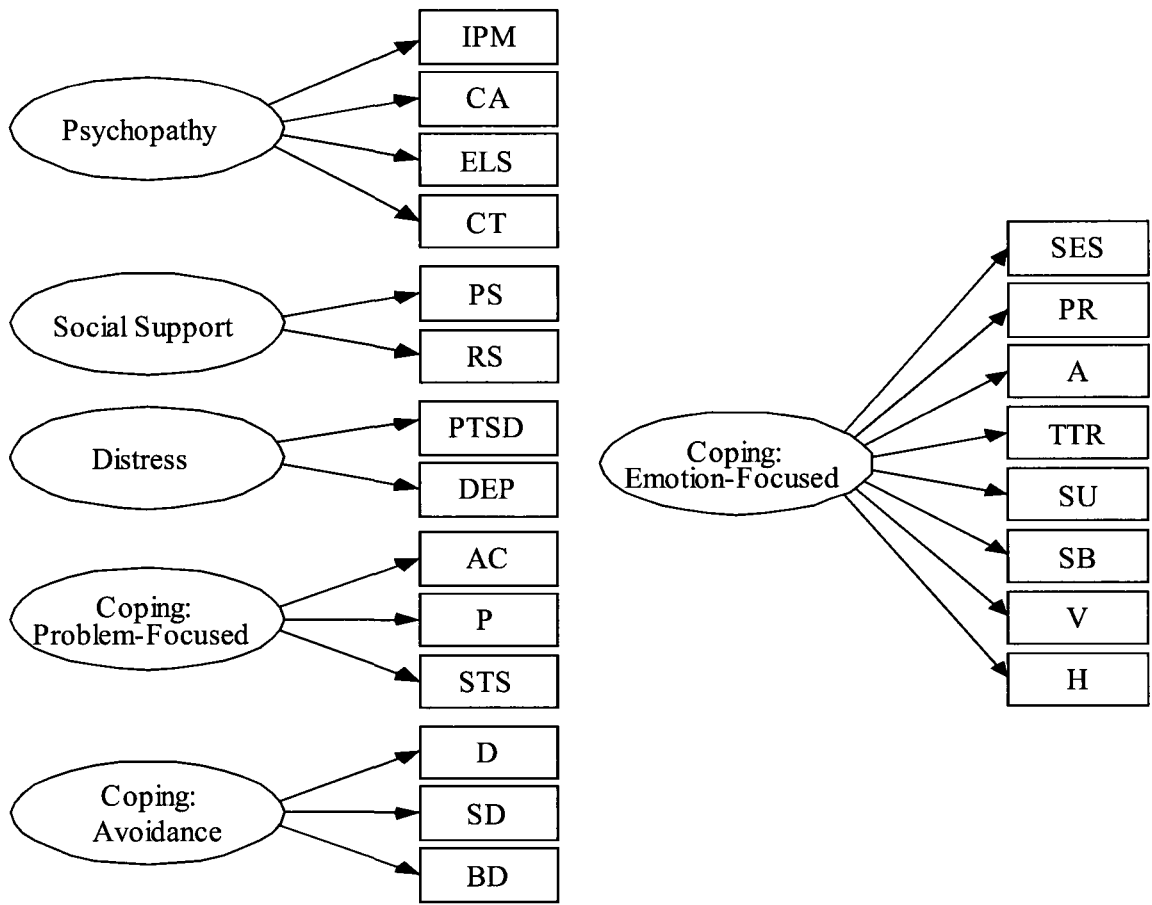 Psychopathy
IPM
CA
ELS
CT
Social Support
PS
RS
Distress
PTSD
DEP
Coping:
Problem-Focused
AC
P
STS
Coping:
Avoidance
D
SD
BD
Coping:
Emotion-Focused
SES
PR
A
TTR
SU
SB
V
H